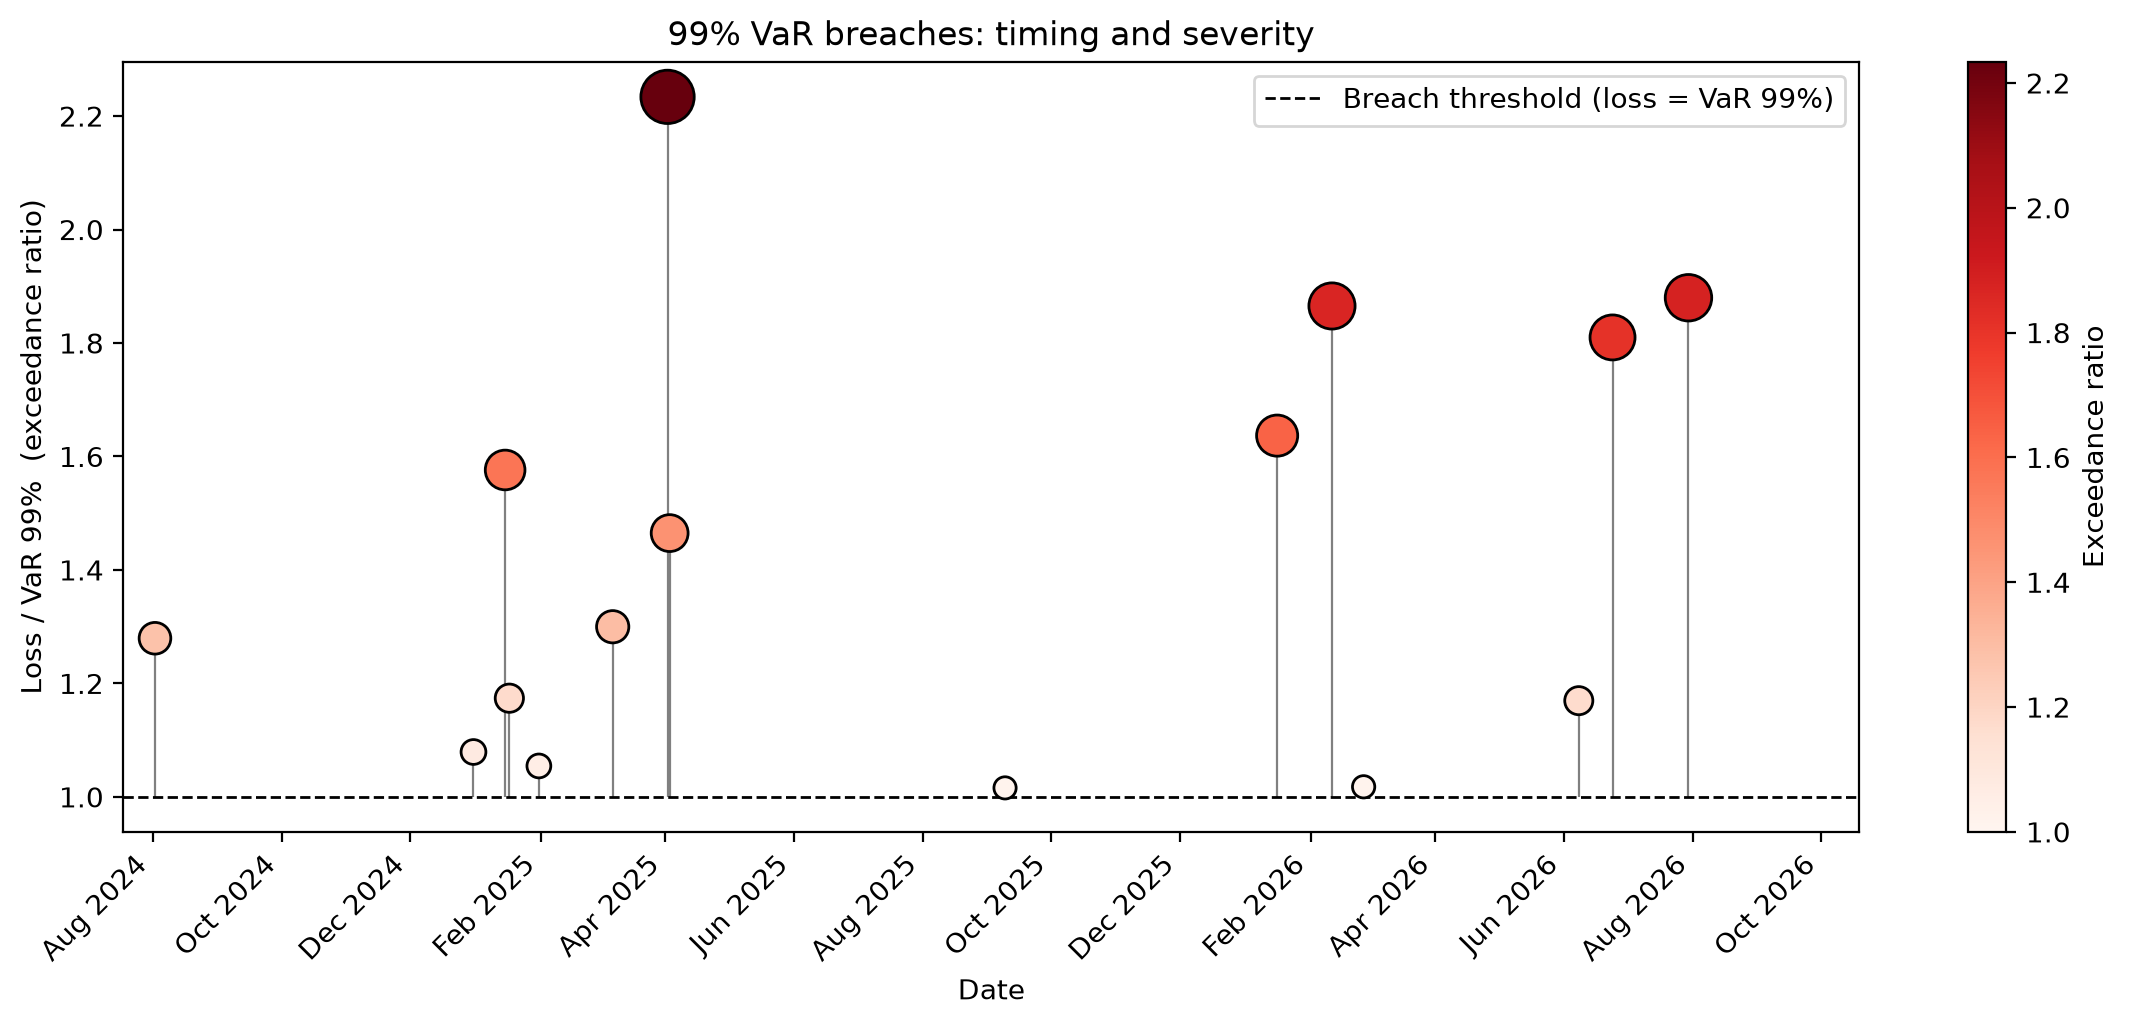 99% VaR breaches: timing and severity
Breach threshold (loss = VaR 99%)
Loss / VaR 99%  (exceedance ratio)
2.2
2.0
1.8
1.6
1.4
1.2
1.0
Aug 2024
Oct 2024
Dec 2024
Feb 2025
Apr 2025
Jun 2025
Aug 2025
Oct 2025
Dec 2025
Feb 2026
Apr 2026
Jun 2026
Aug 2026
Oct 2026
Date
2.2
2.0
1.8
1.6
1.4
1.2
1.0
Exceedance ratio